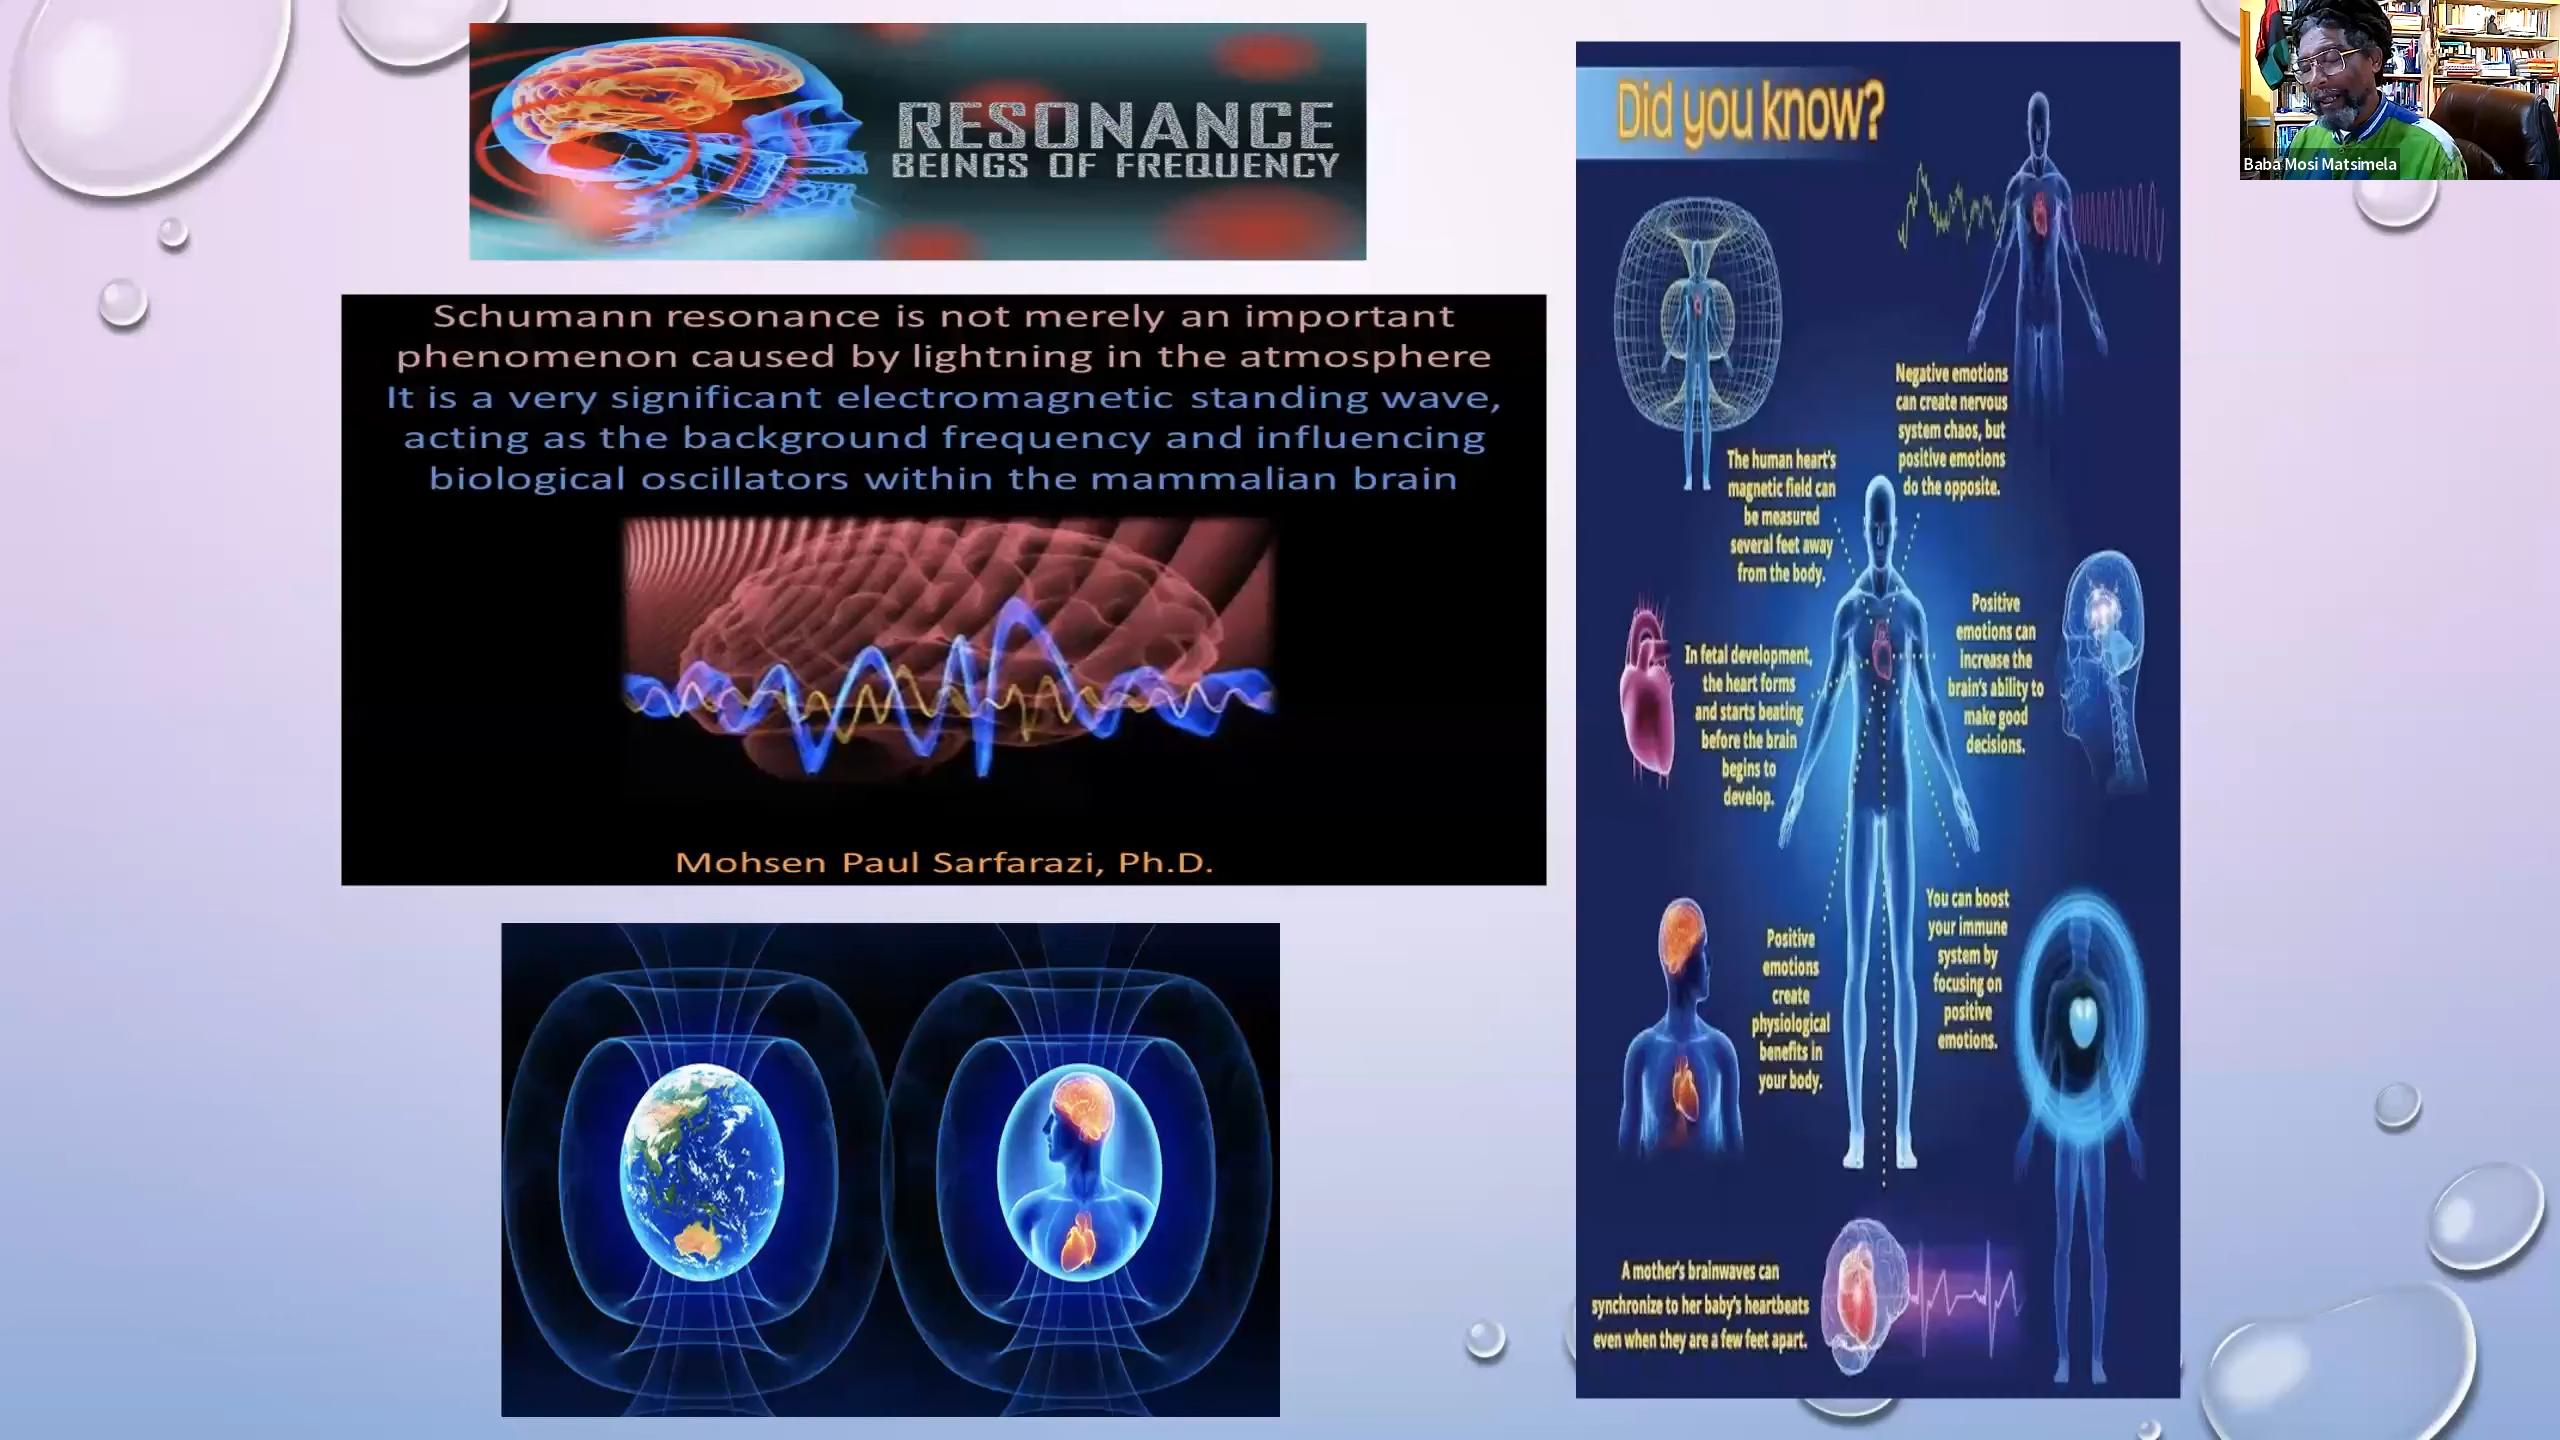 RESONANCE
BEINGS OF FREQUENCY
Schumann resonance is not merely an important
phenomenon caused by lightning in the atmosphere
It is a very significant electromagnetic standing wave,
acting as the background frequency and influencing
biological oscillators within the mammalian brain
Mohsen Paul Sarfarazi, Ph.D.
Did you know?
Negative emotions
can create nervous
system chaos, but
positive emotions
do the opposite.
The human heart's
magnetic field can
be measured
several feet away
from the body.
Positive
emotions can
increase the
brain's ability to
make good
decisions.
In fetal development,
the heart forms
and starts beating
before the brain
begins to
develop.
You can boost
your immune
system by
focusing on
positive
emotions.
Positive
emotions
create
physiological
benefits in
your body.
A mother's brainwaves can
synchronize to her baby's heartbeats
even when they are a few feet apart.
Baba Mosi Matsimela